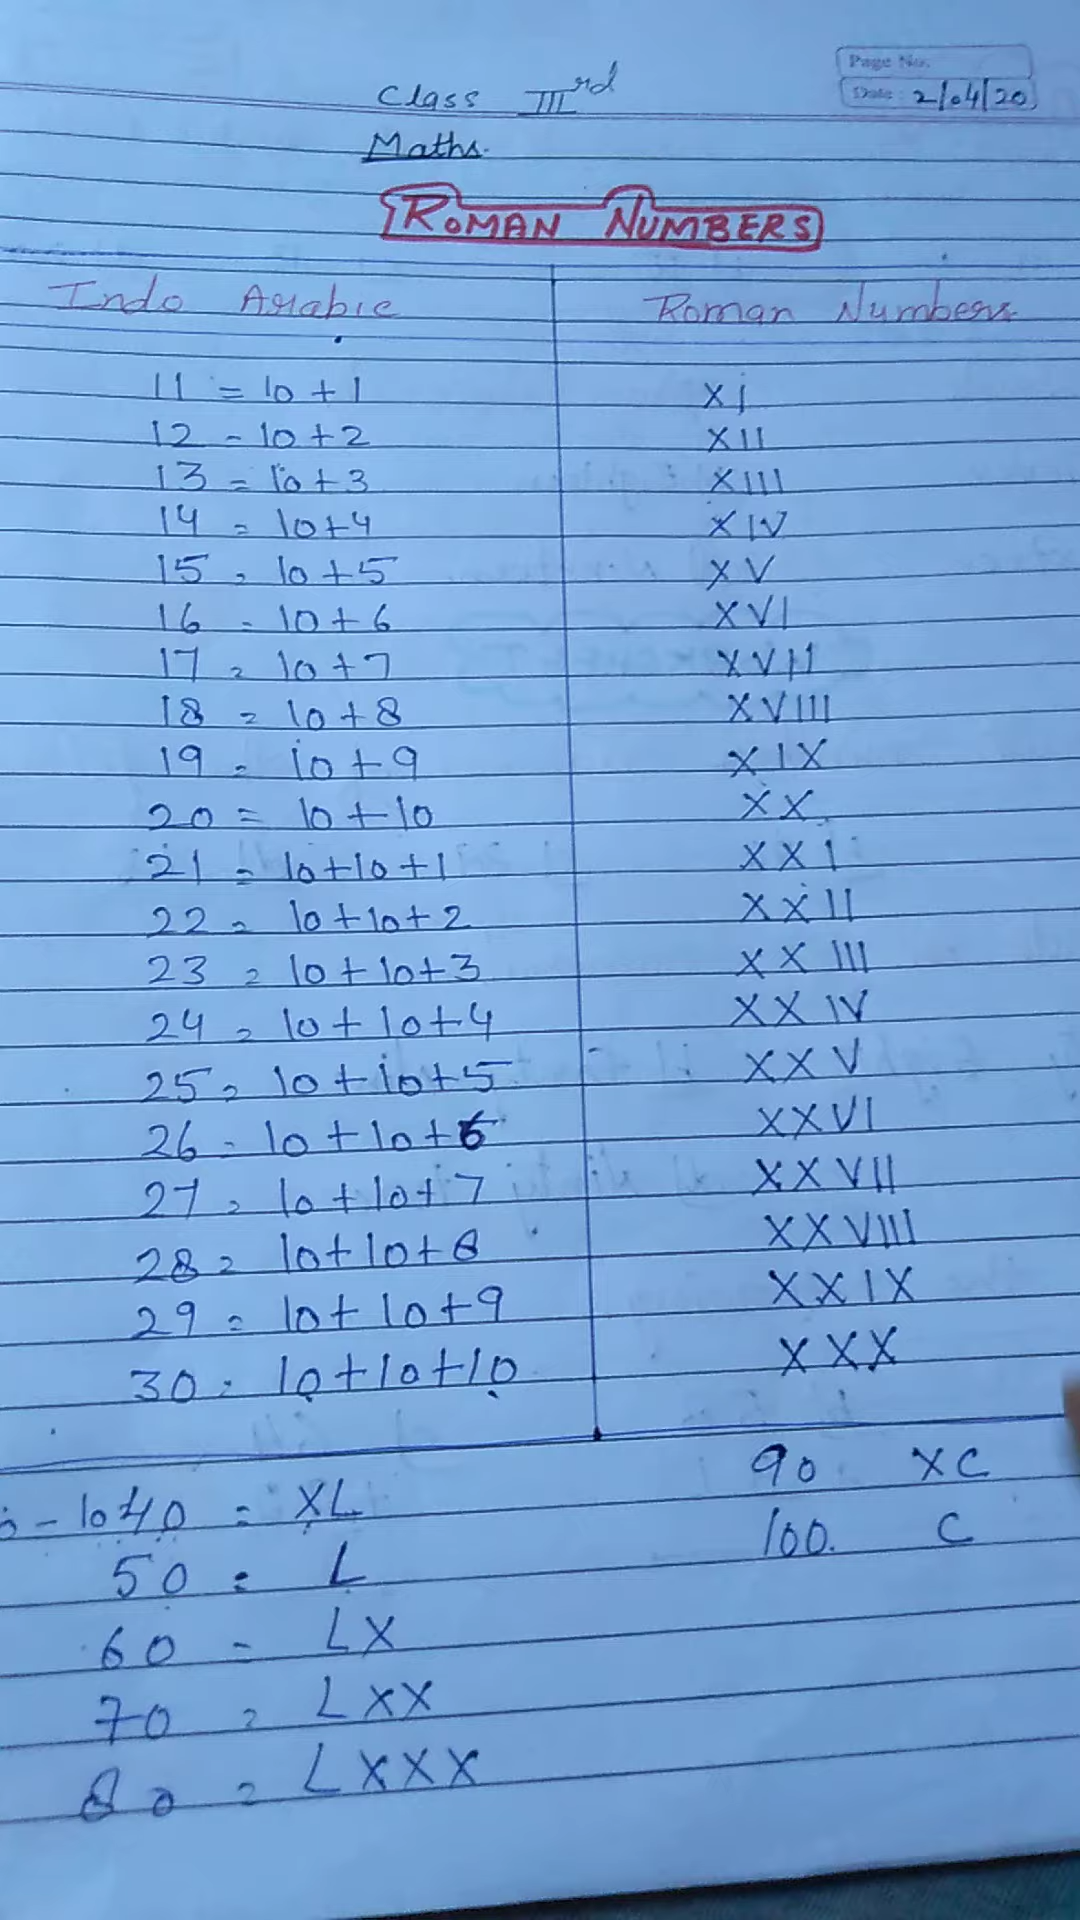 Page No.
Class IIIrd
Date: 2/04/20
Maths.
ROMAN NUMBERS
Indo Arabic Roman Numbers
11 = 10 + 1 XI
12 = 10 + 2 XII
13 = 10 + 3 XIII
14 = 10 + 4 XIV
15 = 10 + 5 XV
16 = 10 + 6 XVI
17 = 10 + 7 XVII
18 = 10 + 8 XVIII
19 = 10 + 9 XIX
20 = 10 + 10 XX
21 = 10 + 10 + 1 XXI
22 = 10 + 10 + 2 XXII
23 = 10 + 10 + 3 XXIII
24 = 10 + 10 + 4 XXIV
25 = 10 + 10 + 5 XXV
26 = 10 + 10 + 6 XXVI
27 = 10 + 10 + 7 XXVII
28 = 10 + 10 + 8 XXVIII
29 = 10 + 10 + 9 XXIX
30 = 10 + 10 + 10 XXX
- 10 40 = XL 90 XC
50 = L 100. C
60 = LX
70 = LXX
80 = LXXX